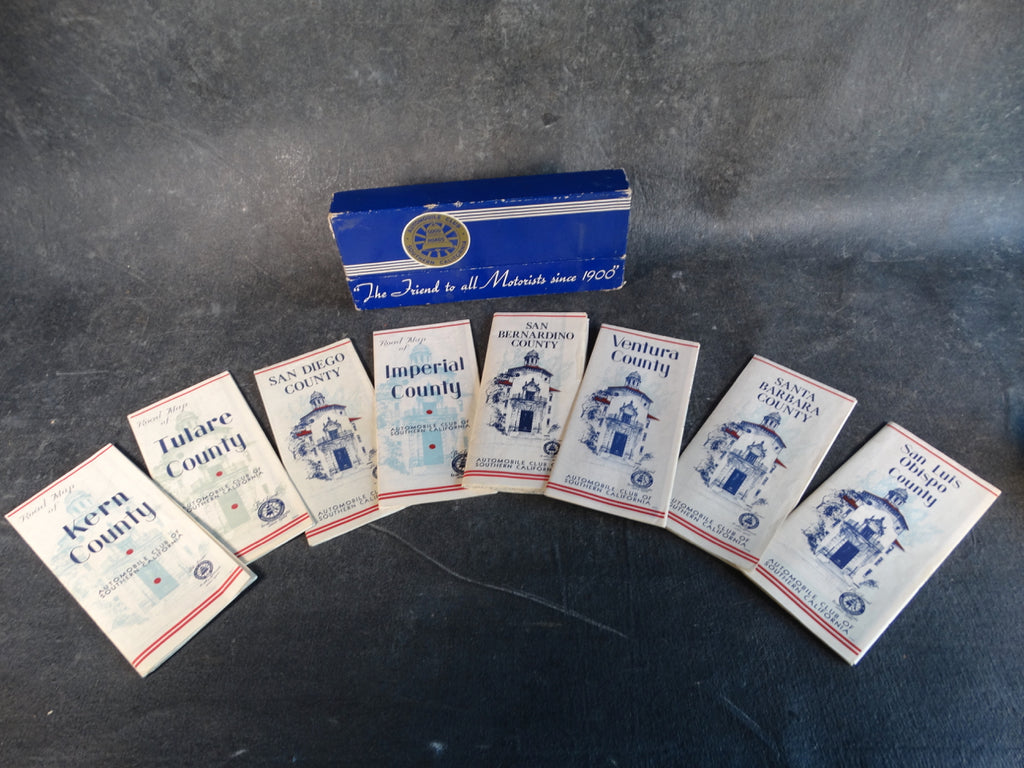 AUTOMOBILE CLUB
SOUTHERN CALIFORNIA
"The Friend to all Motorists since 1900"
Road Map
of
Kern
County
AUTOMOBILE CLUB OF
SOUTHERN CALIFORNIA
Road Map
of
Tulare
County
AUTOMOBILE CLUB OF
SOUTHERN CALIFORNIA
SAN DIEGO
COUNTY
AUTOMOBILE CLUB OF
SOUTHERN CALIFORNIA
Road Map
of
Imperial
County
AUTOMOBILE CLUB OF
SOUTHERN CALIFORNIA
SAN
BERNARDINO
COUNTY
AUTOMOBILE CLUB OF
SOUTHERN CALIFORNIA
Ventura
County
AUTOMOBILE CLUB OF
SOUTHERN CALIFORNIA
SANTA
BARBARA
COUNTY
AUTOMOBILE CLUB OF
SOUTHERN CALIFORNIA
San Luis
Obispo
County
AUTOMOBILE CLUB OF
SOUTHERN CALIFORNIA